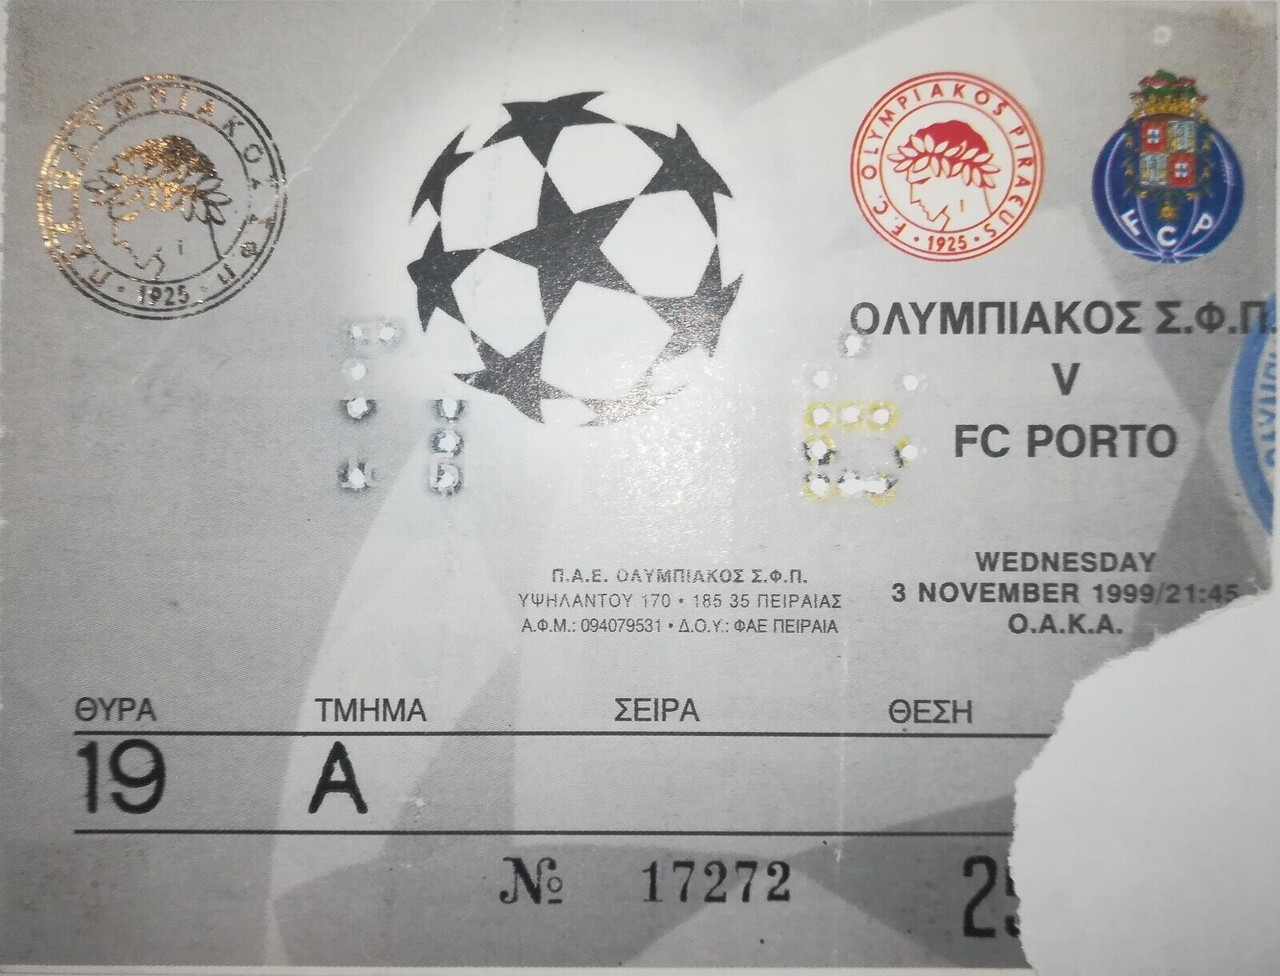 Π.Α.Ε. ΟΛΥΜΠΙΑΚΟΣ Σ.Φ.Π.
1925
F.C. OLYMPIAKOS PIRAEUS
1925
FCP
ΟΛΥΜΠΙΑΚΟΣ Σ.Φ.Π.
V
FC PORTO
WEDNESDAY
3 NOVEMBER 1999/21:45
Ο.Α.Κ.Α.
Π.Α.Ε. ΟΛΥΜΠΙΑΚΟΣ Σ.Φ.Π.
ΥΨΗΛΑΝΤΟΥ 170 • 185 35 ΠΕΙΡΑΙΑΣ
Α.Φ.Μ.: 094079531 • Δ.Ο.Υ.: ΦΑΕ ΠΕΙΡΑΙΑ
ΘΥΡΑ ΤΜΗΜΑ ΣΕΙΡΑ ΘΕΣΗ
19 Α
№ 17272